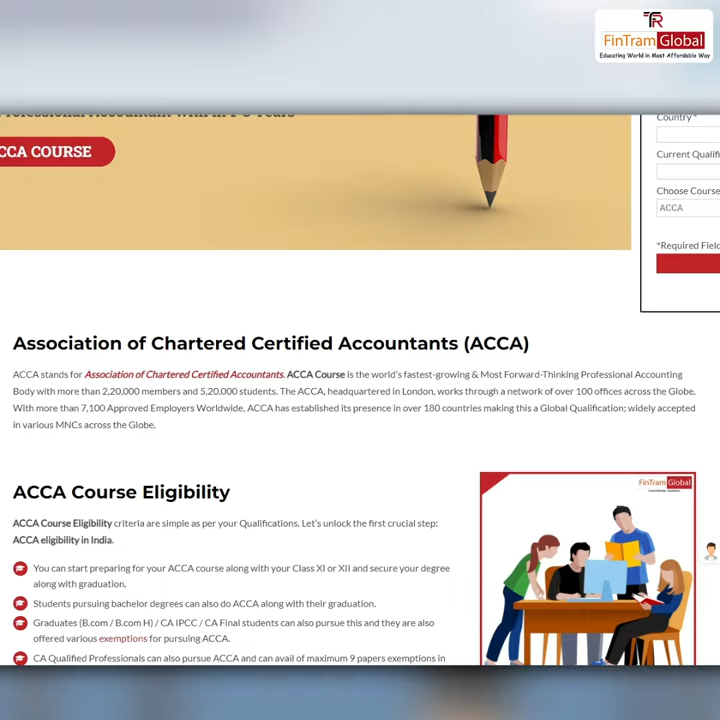 FR
FinTram Global
Educating World in Most Affordable Way
CCA COURSE
Country *
Current Qualifi
Choose Course
ACCA
*Required Field
Association of Chartered Certified Accountants (ACCA)
ACCA stands for Association of Chartered Certified Accountants. ACCA Course is the world's fastest-growing & Most Forward-Thinking Professional Accounting
Body with more than 2,20,000 members and 5,20,000 students. The ACCA, headquartered in London, works through a network of over 100 offices across the Globe.
With more than 7,100 Approved Employers Worldwide, ACCA has established its presence in over 180 countries making this a Global Qualification; widely accepted
in various MNCs across the Globe.
ACCA Course Eligibility
FinTram Global
ACCA Course Eligibility criteria are simple as per your Qualifications. Let's unlock the first crucial step:
ACCA eligibility in India.
You can start preparing for your ACCA course along with your Class XI or XII and secure your degree
along with graduation.
Students pursuing bachelor degrees can also do ACCA along with their graduation.
Graduates (B.com / B.com H) / CA IPCC / CA Final students can also pursue this and they are also
offered various exemptions for pursuing ACCA.
CA Qualified Professionals can also pursue ACCA and can avail of maximum 9 papers exemptions in